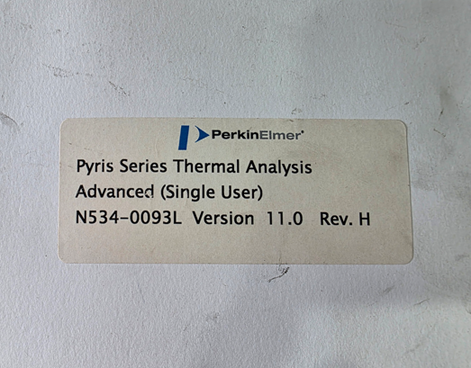 PerkinElmer®
Pyris Series Thermal Analysis
Advanced (Single User)
N534-0093L Version 11.0 Rev. H